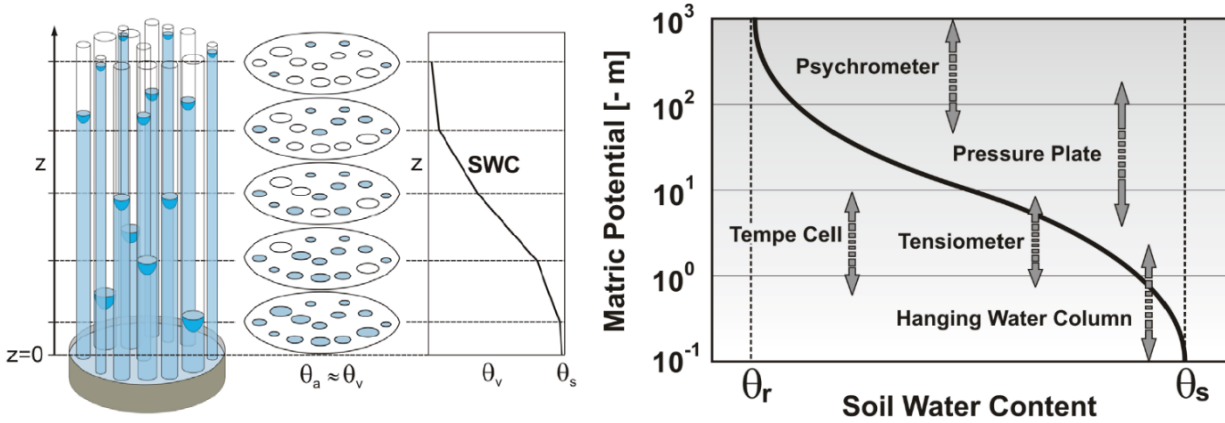 z
z=0
θa ≈ θv
z
SWC
θv
θs
Matric Potential [- m]
10³
10²
10¹
10⁰
10⁻¹
Psychrometer
Pressure Plate
Tempe Cell
Tensiometer
Hanging Water Column
θr
θs
Soil Water Content